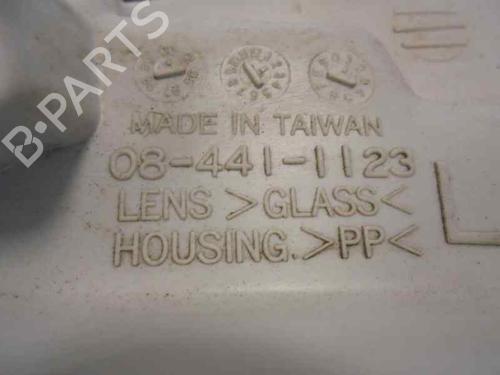 B-PARTS
MADE IN TAIWAN
08-441-1123
LENS >GLASS<
HOUSING.>PP<